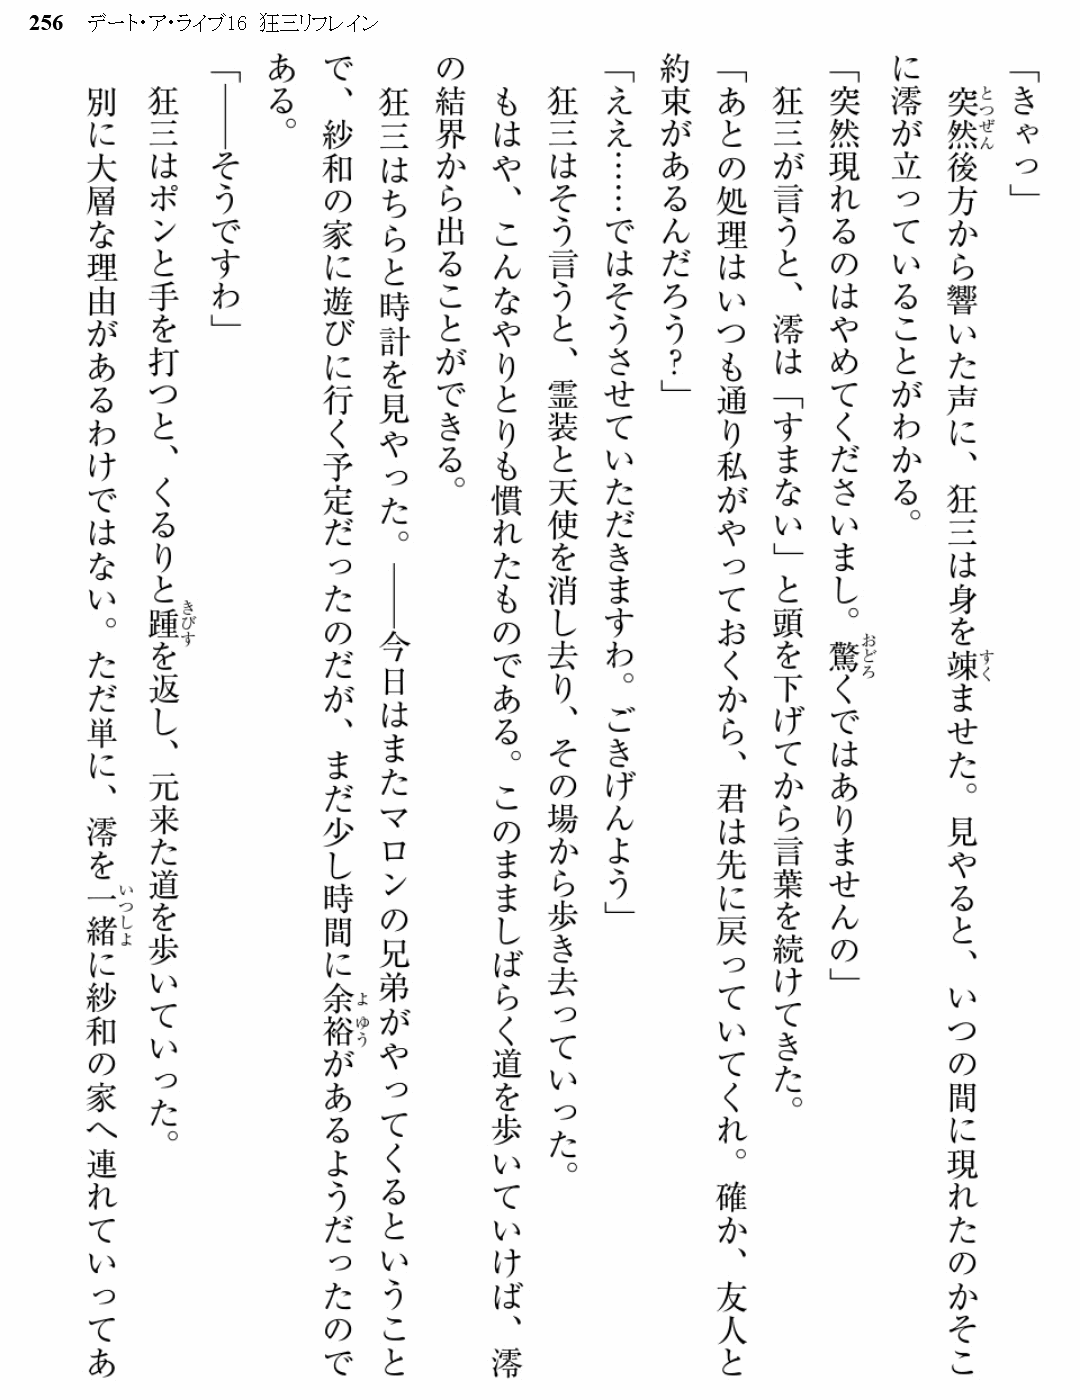 256 デート・ア・ライブ16 狂三リフレイン
「きゃっ」
突然後方から響いた声に、狂三は身を竦ませた。見やると、いつの間に現れたのかそこ
に澪が立っていることがわかる。
「突然現れるのはやめてくださいまし。驚くではありませんの」
狂三が言うと、澪は「すまない」と頭を下げてから言葉を続けてきた。
「あとの処理はいつも通り私がやっておくから、君は先に戻っていてくれ。確か、友人と
約束があるんだろう?」
「ええ……ではそうさせていただきますわ。ごきげんよう」
狂三はそう言うと、霊装と天使を消し去り、その場から歩き去っていった。
もはや、こんなやりとりも慣れたものである。このまましばらく道を歩いていけば、澪
の結界から出ることができる。
狂三はちらと時計を見やった。――今日はまたマロンの兄弟がやってくるということ
で、紗和の家に遊びに行く予定だったのだが、まだ少し時間に余裕があるようだったので
ある。
「――そうですわ」
狂三はポンと手を打つと、くるりと踵を返し、元来た道を歩いていった。
別に大層な理由があるわけではない。ただ単に、澪を一緒に紗和の家へ連れていってあ
とつぜん
すく
おどろ
よゆう
きびす
いつしよ